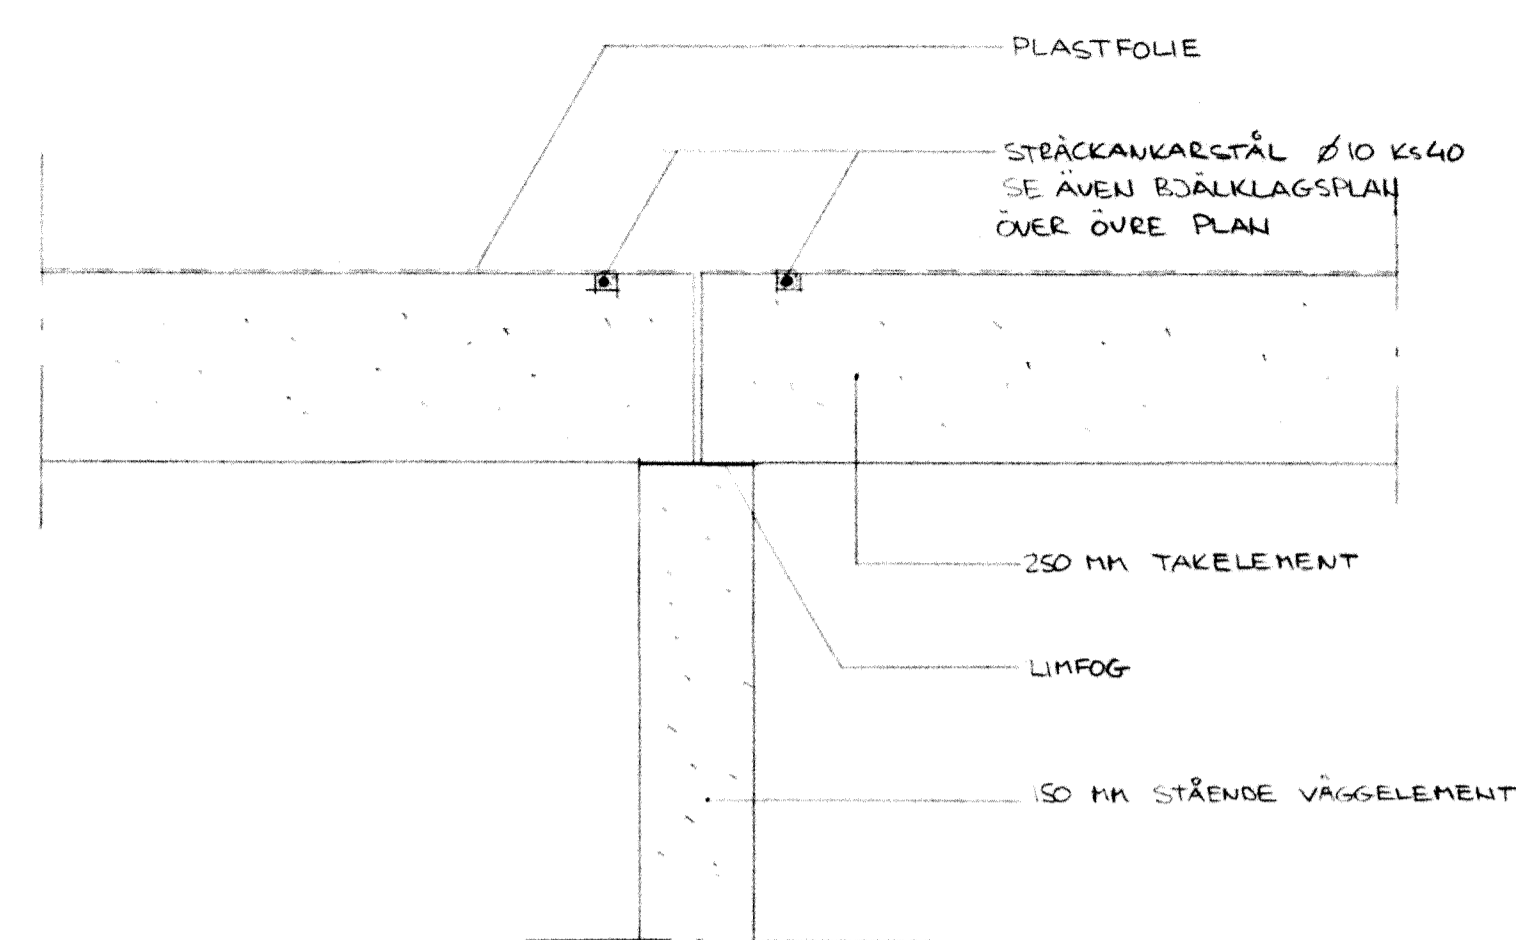 PLASTFOLIE
STRÄCKANKARSTÅL Ø10 Ks40
SE ÄVEN BJÄLKLAGSPLAN
ÖVER ÖVRE PLAN
250 MM TAKELEMENT
LIMFOG
150 MM STÅENDE VÄGGELEMENT